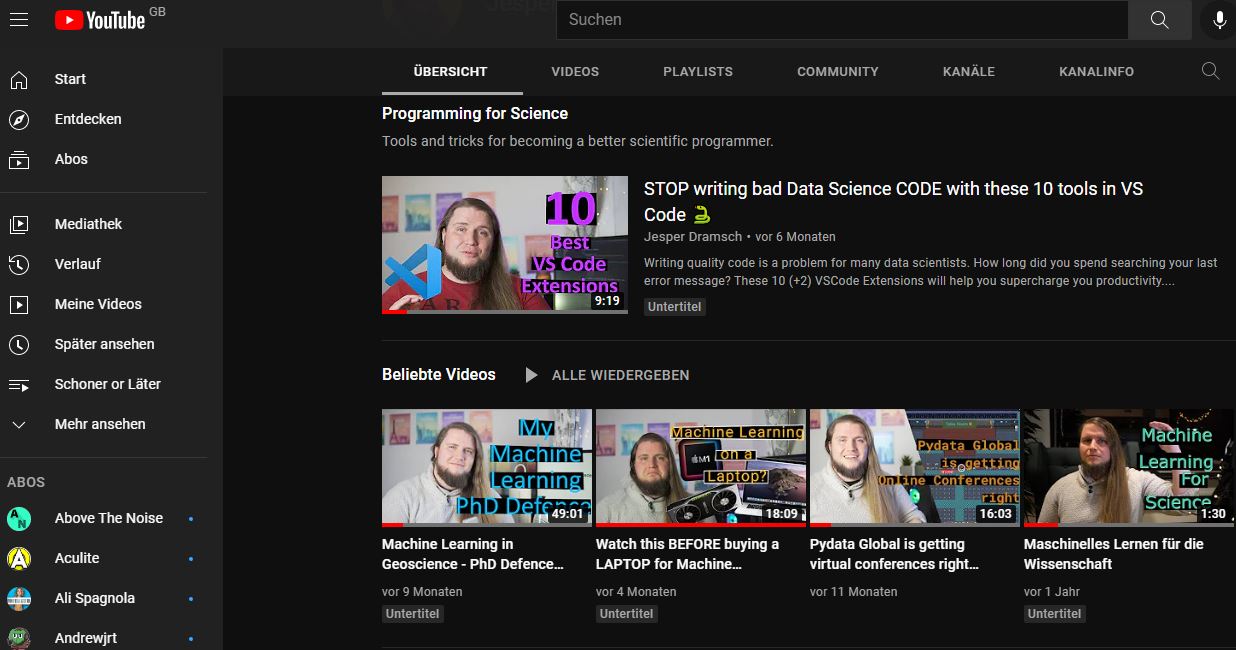 YouTube GB
Jesper
Suchen
Start
Entdecken
Abos
Mediathek
Verlauf
Meine Videos
Später ansehen
Schoner or Läter
Mehr ansehen
ABOS
Above The Noise
Aculite
Ali Spagnola
Andrewjrt
ÜBERSICHT VIDEOS PLAYLISTS COMMUNITY KANÄLE KANALINFO
Programming for Science
Tools and tricks for becoming a better scientific programmer.
10
Best
VS Code
Extensions
9:19
STOP writing bad Data Science CODE with these 10 tools in VS
Code
Jesper Dramsch • vor 6 Monaten
Writing quality code is a problem for many data scientists. How long did you spend searching your last
error message? These 10 (+2) VSCode Extensions will help you supercharge you productivity....
Untertitel
Beliebte Videos ALLE WIEDERGEBEN
My
Machine
Learning
PhD Defense
49:01
Machine Learning in
Geoscience - PhD Defence…
vor 9 Monaten
Untertitel
Machine Learning
on a
Laptop?
M1
18:09
Watch this BEFORE buying a
LAPTOP for Machine…
vor 4 Monaten
Untertitel
Pydata Global
is getting
Online Conferences
right
16:03
Pydata Global is getting
virtual conferences right…
vor 11 Monaten
Machine
Learning
For
Science
1:30
Maschinelles Lernen für die
Wissenschaft
vor 1 Jahr
Untertitel